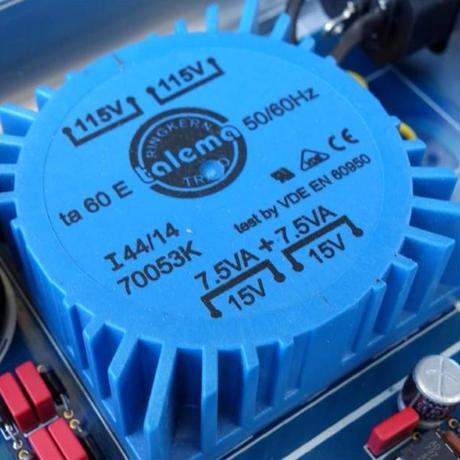 115V 115V
RINGKERN
talema
TRAFO
50/60Hz
ta 60 E
CE
test by VDE EN 60950
I 44/14
70053K
7.5VA + 7.5VA
15V 15V